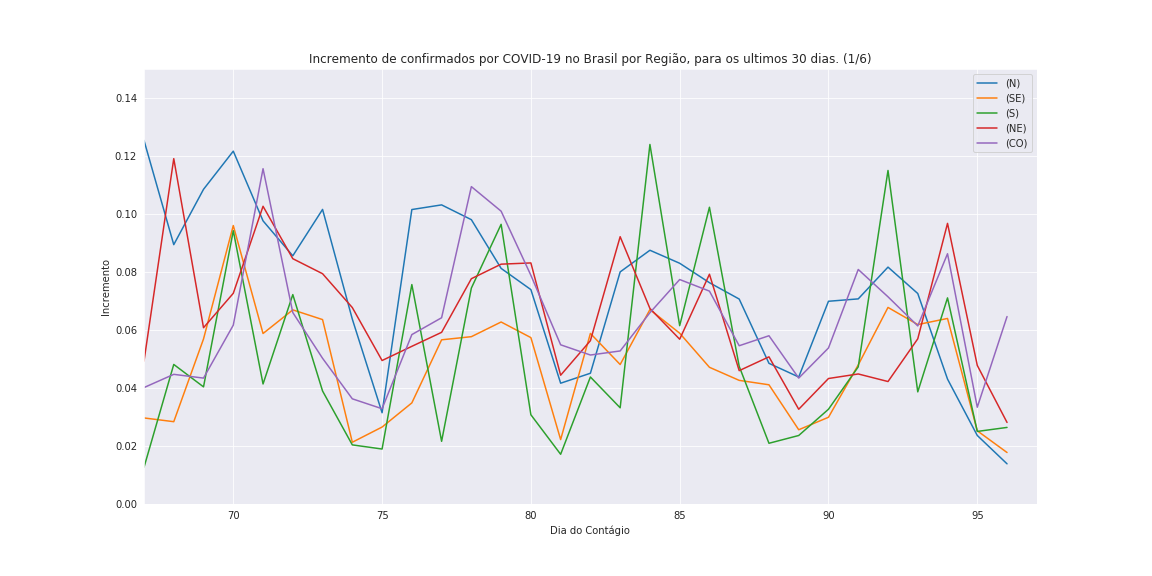 Incremento de confirmados por COVID-19 no Brasil por Região, para os ultimos 30 dias. (1/6)
(N)
(SE)
(S)
(NE)
(CO)
Incremento
0.14
0.12
0.10
0.08
0.06
0.04
0.02
0.00
70 75 80 85 90 95
Dia do Contágio